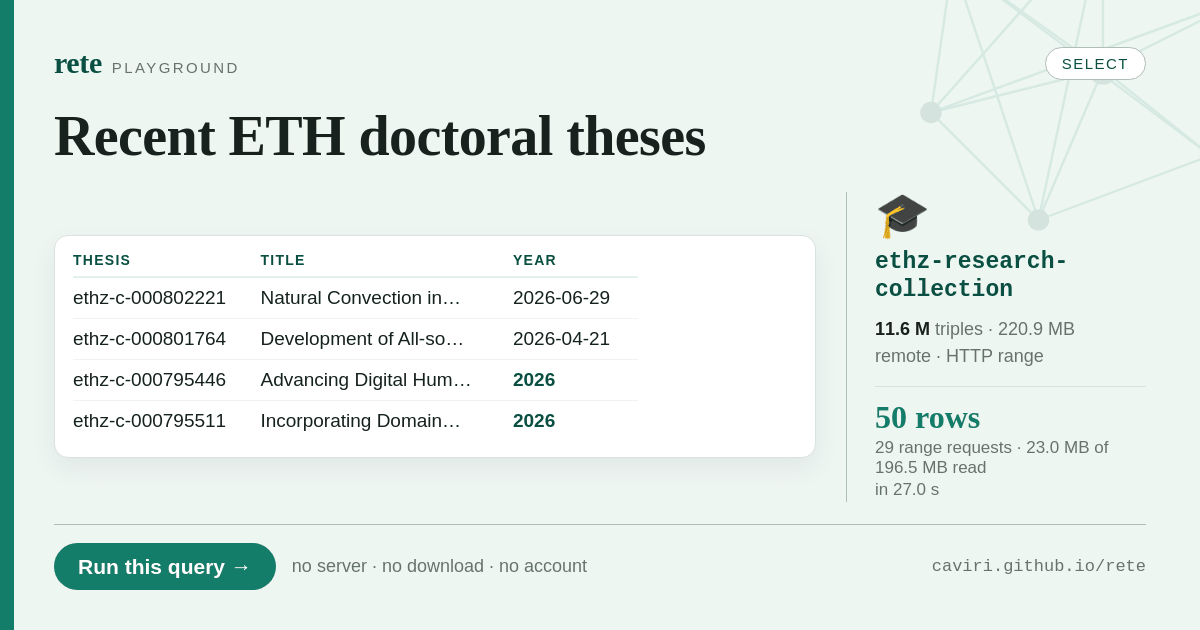 rete PLAYGROUND
SELECT
Recent ETH doctoral theses
THESIS TITLE YEAR
ethz-c-000802221 Natural Convection in… 2026-06-29
ethz-c-000801764 Development of All-so… 2026-04-21
ethz-c-000795446 Advancing Digital Hum… 2026
ethz-c-000795511 Incorporating Domain… 2026
ethz-research-
collection
11.6 M triples · 220.9 MB
remote · HTTP range
50 rows
29 range requests · 23.0 MB of
196.5 MB read
in 27.0 s
Run this query →
no server · no download · no account
caviri.github.io/rete